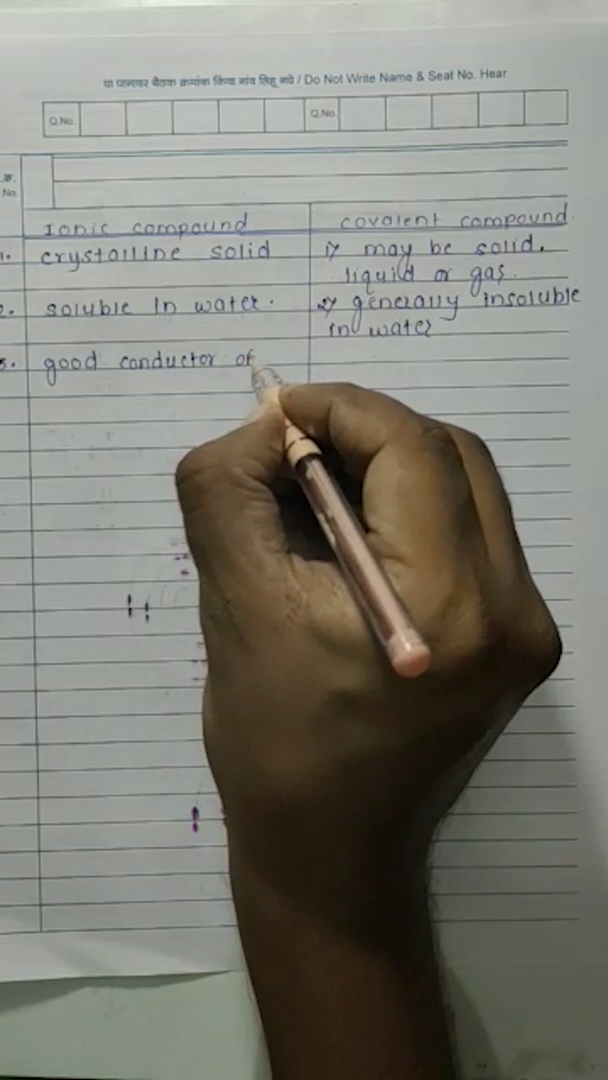 या पानावर बैठक क्रमांक किंवा नांव लिहू नये / Do Not Write Name & Seat No. Hear
Q.No. Q.No.
.क.
No
Ionic compound covalent compound.
1. crystalline solid 1) may be solid,
liquid or gas.
2. soluble in water. 2) generally insoluble
in water
3. good conductor of